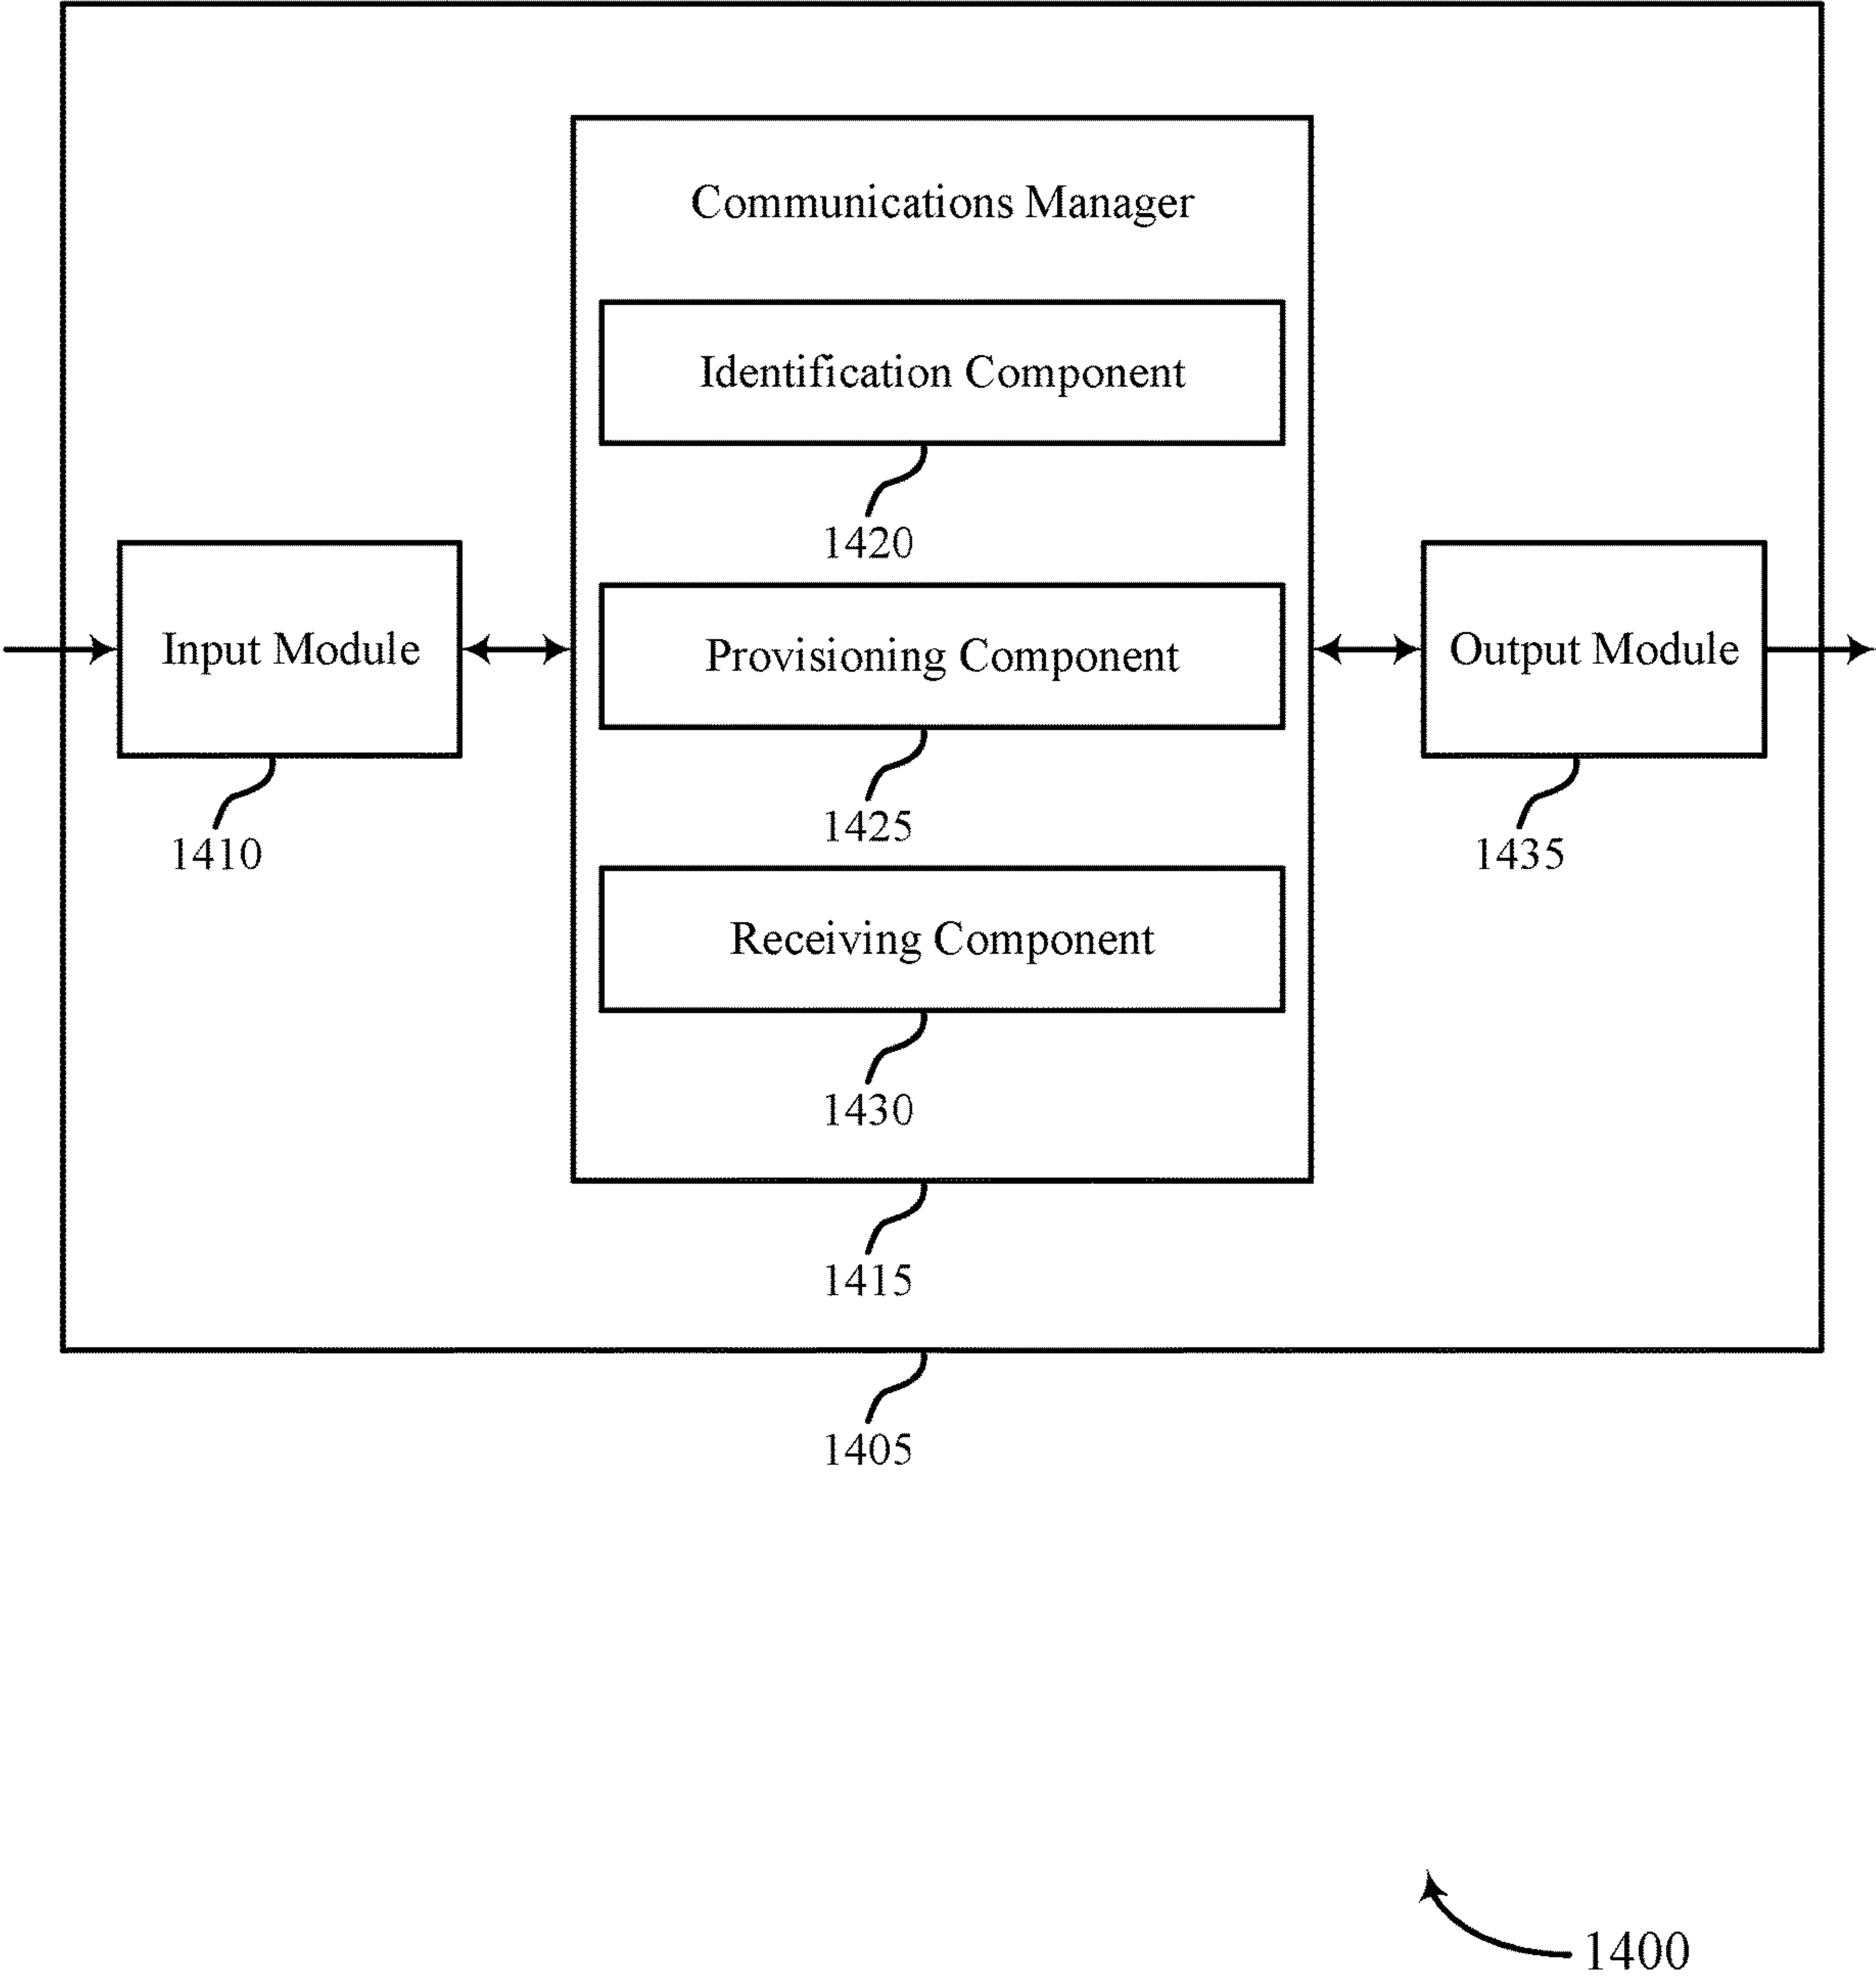 Communications Manager
Identification Component
1420
Input Module
Provisioning Component
Output Module
1410
1425
1435
Receiving Component
1430
1415
1405
1400